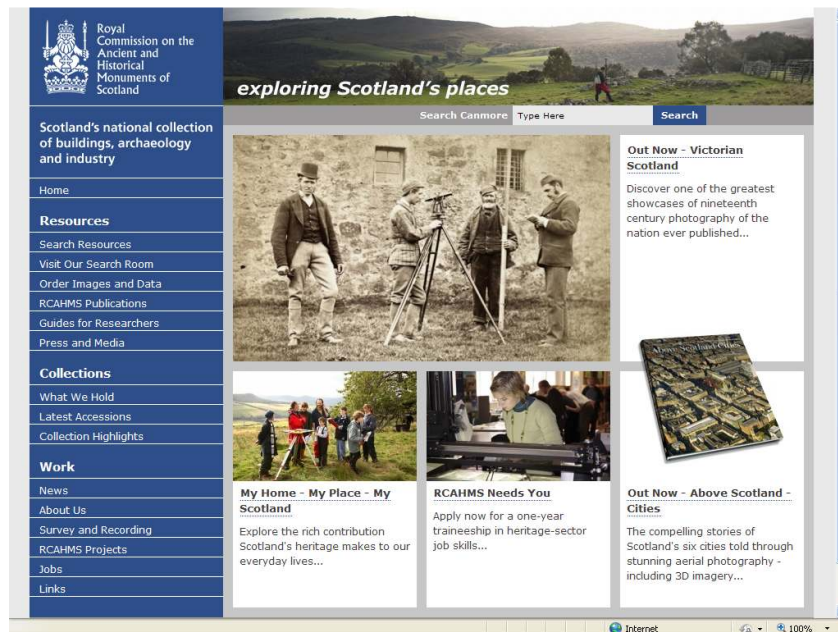 Royal
Commission on the
Ancient and
Historical
Monuments of
Scotland
exploring Scotland's places
Search Canmore Type Here Search
Scotland's national collection
of buildings, archaeology
and industry
Home
Resources
Search Resources
Visit Our Search Room
Order Images and Data
RCAHMS Publications
Guides for Researchers
Press and Media
Collections
What We Hold
Latest Accessions
Collection Highlights
Work
News
About Us
Survey and Recording
RCAHMS Projects
Jobs
Links
Out Now - Victorian
Scotland
Discover one of the greatest
showcases of nineteenth
century photography of the
nation ever published...
Above Scotland Cities
My Home - My Place - My
Scotland
Explore the rich contribution
Scotland's heritage makes to our
everyday lives...
RCAHMS Needs You
Apply now for a one-year
traineeship in heritage-sector
job skills...
Out Now - Above Scotland -
Cities
The compelling stories of
Scotland's six cities told through
stunning aerial photography -
including 3D imagery...
Internet
100%